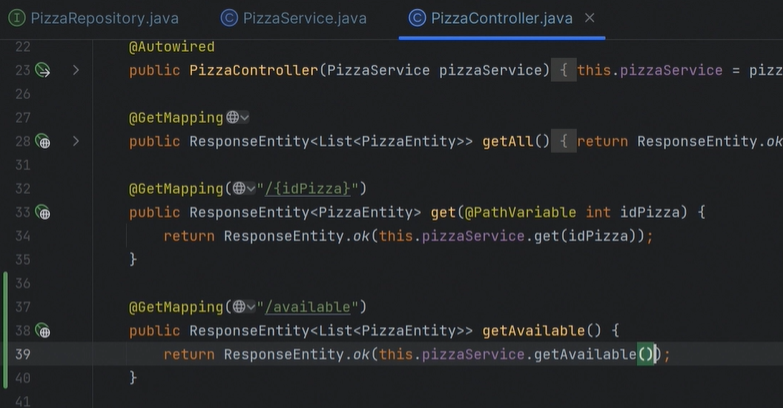 PizzaRepository.java PizzaService.java PizzaController.java
22 @Autowired
23 public PizzaController(PizzaService pizzaService) { this.pizzaService = pizz
26
27 @GetMapping
28 public ResponseEntity<List<PizzaEntity>> getAll() { return ResponseEntity.ok
31
32 @GetMapping("/{idPizza}")
33 public ResponseEntity<PizzaEntity> get(@PathVariable int idPizza) {
34 return ResponseEntity.ok(this.pizzaService.get(idPizza));
35 }
36
37 @GetMapping("/available")
38 public ResponseEntity<List<PizzaEntity>> getAvailable() {
39 return ResponseEntity.ok(this.pizzaService.getAvailable());
40 }
41